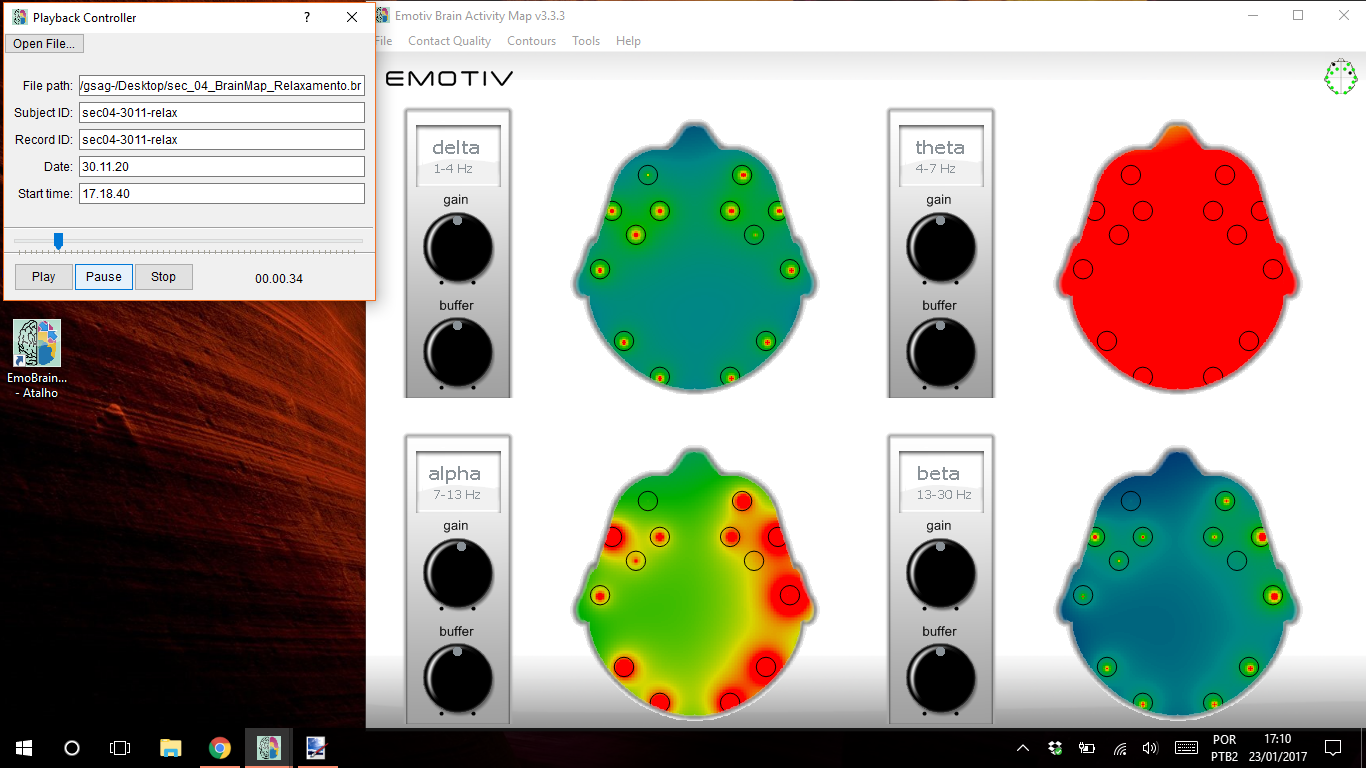 Playback Controller
?
Open File...
File path: /gsag-/Desktop/sec_04_BrainMap_Relaxamento.br
Subject ID: sec04-3011-relax
Record ID: sec04-3011-relax
Date: 30.11.20
Start time: 17.18.40
Play Pause Stop 00.00.34
EmoBrain...
- Atalho
Emotiv Brain Activity Map v3.3.3
File Contact Quality Contours Tools Help
EMOTIV
delta
1-4 Hz
gain
buffer
theta
4-7 Hz
gain
buffer
alpha
7-13 Hz
gain
buffer
beta
13-30 Hz
gain
buffer
POR
PTB2
17:10
23/01/2017